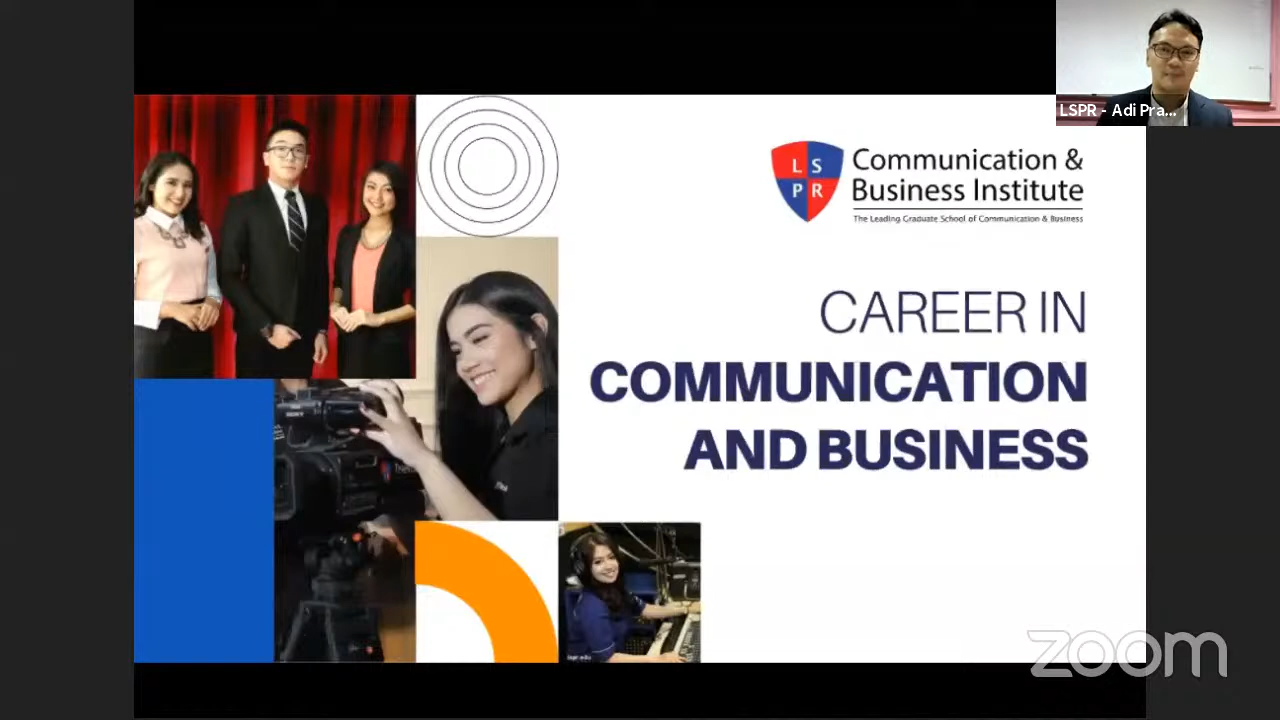 LSPR - Adi Pra...
L S
P R
Communication &
Business Institute
The Leading Graduate School of Communication & Business
CAREER IN
COMMUNICATION
AND BUSINESS
SONY
zoom